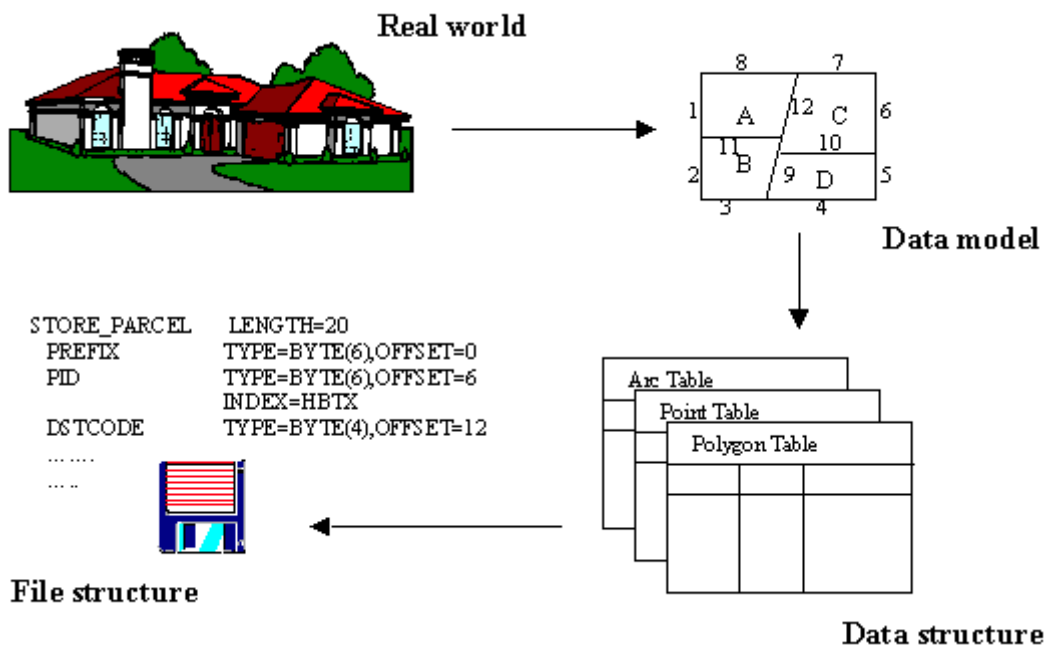 Real world
8 7
1 A 12 C 6
11 10
B
2 9 D 5
3 4
Data model
STORE_PARCEL LENGTH=20
PREFIX TYPE=BYTE(6),OFFSET=0
PID TYPE=BYTE(6),OFFSET=6
INDEX=HBTX
DSTCODE TYPE=BYTE(4),OFFSET=12
.......
.....
Arc Table
Point Table
Polygon Table
File structure
Data structure